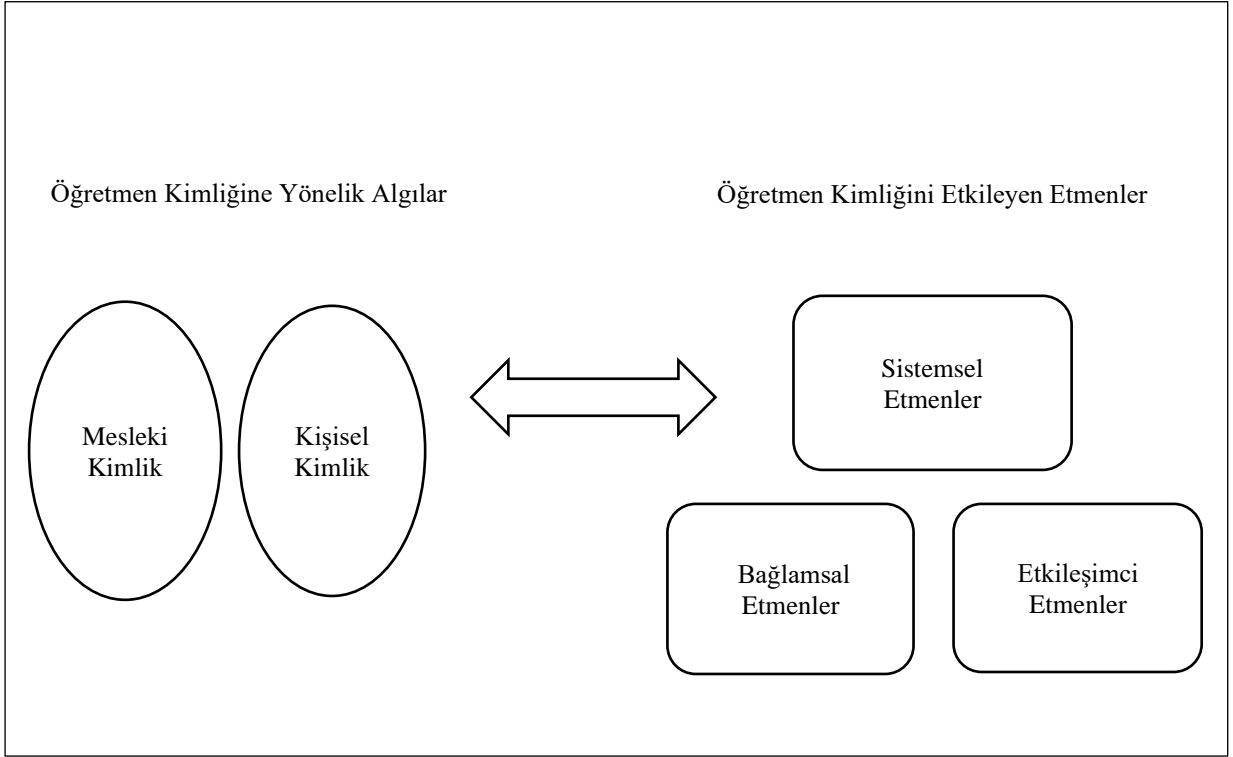 Öğretmen Kimliğine Yönelik Algılar
Öğretmen Kimliğini Etkileyen Etmenler
Mesleki
Kimlik
Kişisel
Kimlik
Sistemsel
Etmenler
Bağlamsal
Etmenler
Etkileşimci
Etmenler